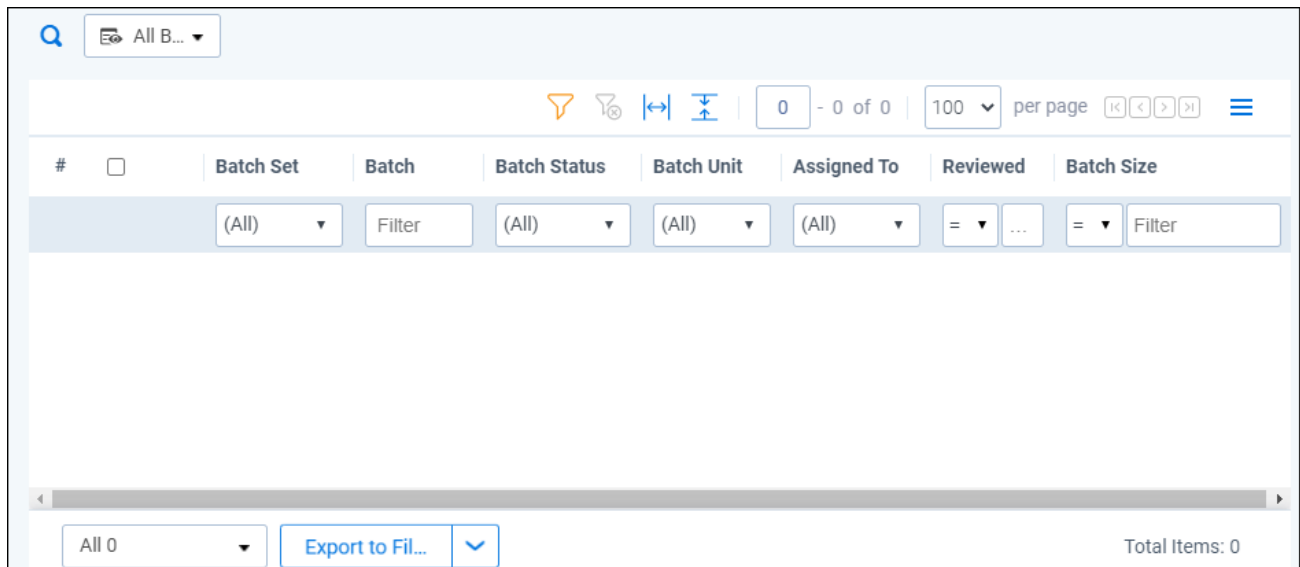 All B...
0 - 0 of 0 100 per page
# Batch Set Batch Batch Status Batch Unit Assigned To Reviewed Batch Size
(All) Filter (All) (All) (All) = ... = Filter
All 0 Export to Fil... Total Items: 0